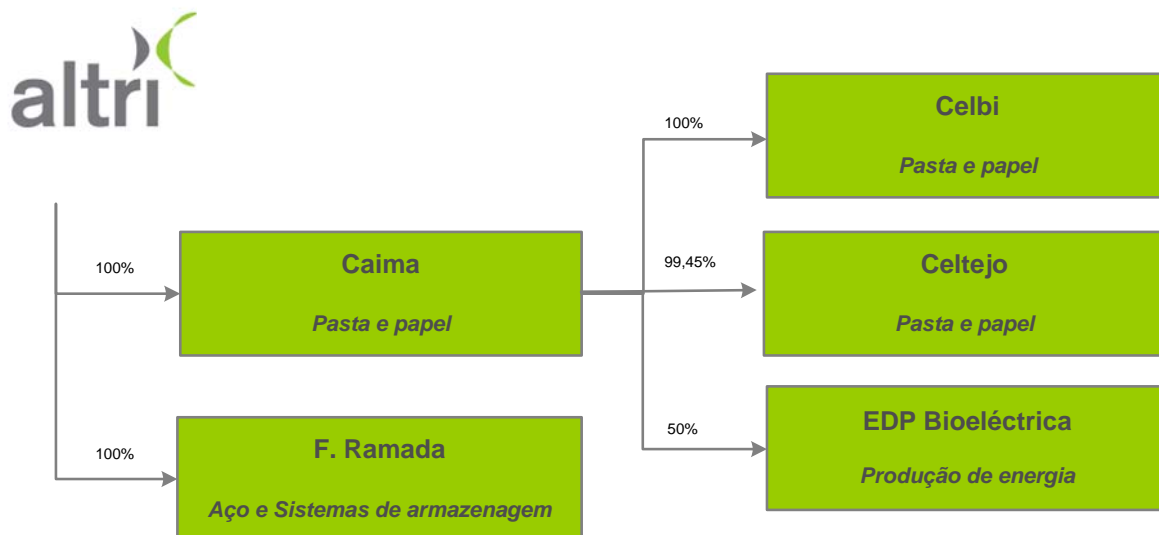 altri
100%
Celbi
Pasta e papel
100%
Caima
Pasta e papel
99,45%
Celtejo
Pasta e papel
100%
F. Ramada
Aço e Sistemas de armazenagem
50%
EDP Bioeléctrica
Produção de energia